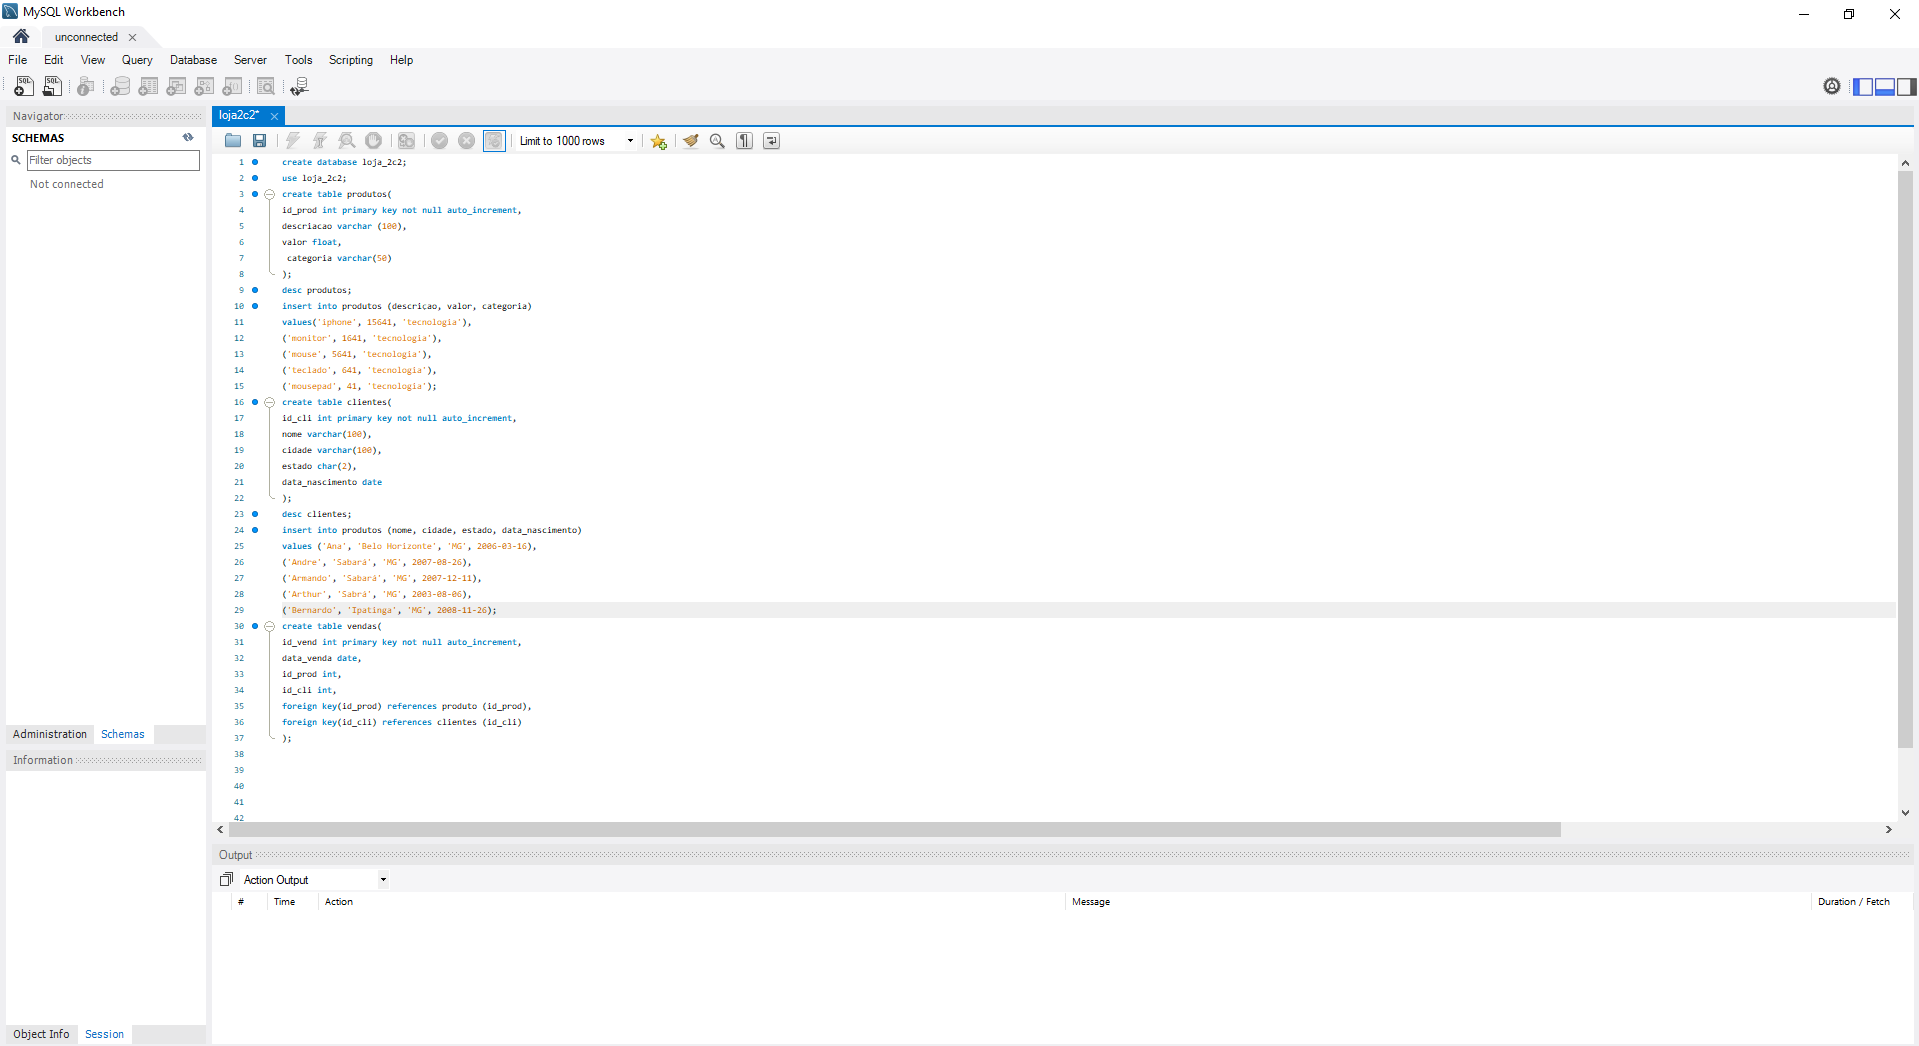 MySQL Workbench
unconnected
File Edit View Query Database Server Tools Scripting Help
Navigator
SCHEMAS
Filter objects
Not connected
Administration Schemas
Information
Object Info Session
loja2c2*
Limit to 1000 rows
1 create database loja_2c2;
2 use loja_2c2;
3 create table produtos(
4 id_prod int primary key not null auto_increment,
5 descriacao varchar (100),
6 valor float,
7 categoria varchar(50)
8 );
9 desc produtos;
10 insert into produtos (descricao, valor, categoria)
11 values('iphone', 15641, 'tecnologia'),
12 ('monitor', 1641, 'tecnologia'),
13 ('mouse', 5641, 'tecnologia'),
14 ('teclado', 641, 'tecnologia'),
15 ('mousepad', 41, 'tecnologia');
16 create table clientes(
17 id_cli int primary key not null auto_increment,
18 nome varchar(100),
19 cidade varchar(100),
20 estado char(2),
21 data_nascimento date
22 );
23 desc clientes;
24 insert into produtos (nome, cidade, estado, data_nascimento)
25 values ('Ana', 'Belo Horizonte', 'MG', 2006-03-16),
26 ('Andre', 'Sabará', 'MG', 2007-08-26),
27 ('Armando', 'Sabará', 'MG', 2007-12-11),
28 ('Arthur', 'Sabrá', 'MG', 2003-08-06),
29 ('Bernardo', 'Ipatinga', 'MG', 2008-11-26);
30 create table vendas(
31 id_vend int primary key not null auto_increment,
32 data_venda date,
33 id_prod int,
34 id_cli int,
35 foreign key(id_prod) references produto (id_prod),
36 foreign key(id_cli) references clientes (id_cli)
37 );
38
39
40
41
42
Output
Action Output
# Time Action Message Duration / Fetch